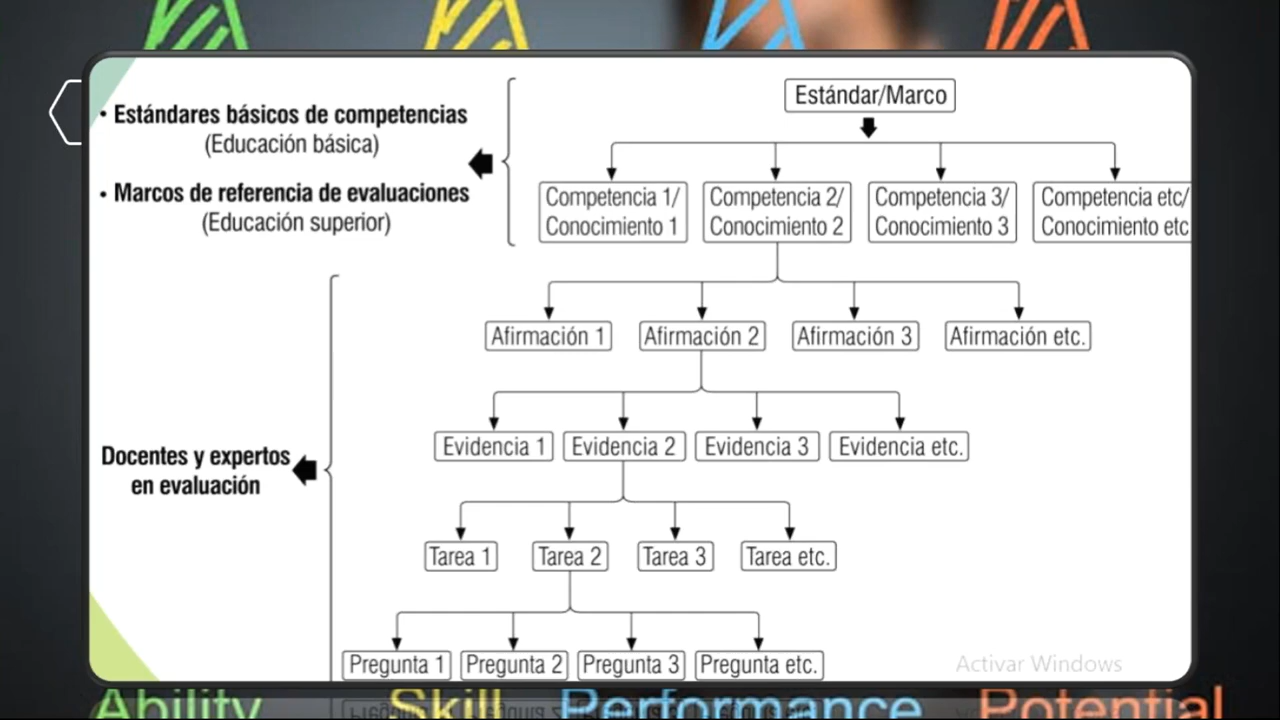 • Estándares básicos de competencias
(Educación básica)
• Marcos de referencia de evaluaciones
(Educación superior)
Estándar/Marco
Competencia 1/
Conocimiento 1
Competencia 2/
Conocimiento 2
Competencia 3/
Conocimiento 3
Competencia etc/
Conocimiento etc
Afirmación 1
Afirmación 2
Afirmación 3
Afirmación etc.
Docentes y expertos
en evaluación
Evidencia 1
Evidencia 2
Evidencia 3
Evidencia etc.
Tarea 1
Tarea 2
Tarea 3
Tarea etc.
Pregunta 1
Pregunta 2
Pregunta 3
Pregunta etc.
Activar Windows
Ability
Skill
Performance
Potential